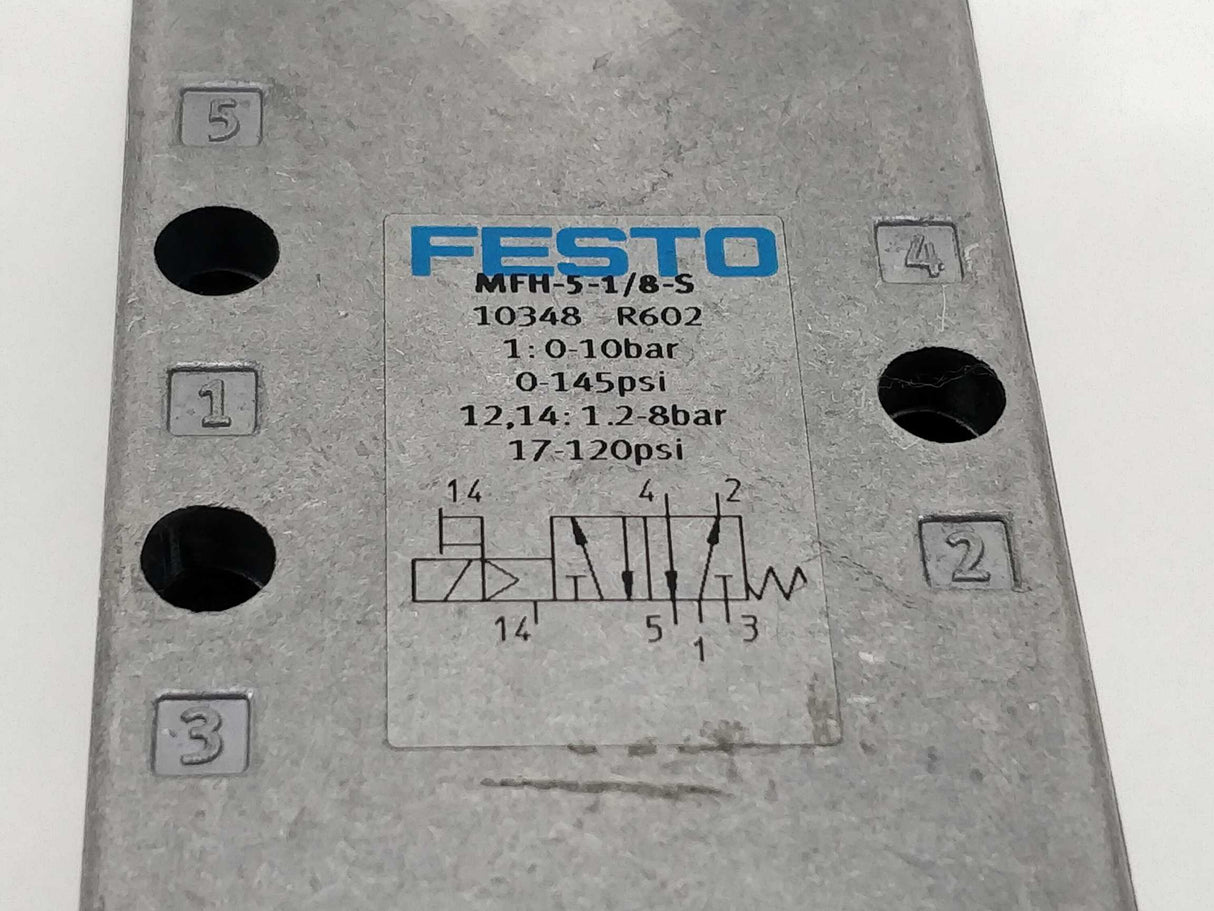 5
4
FESTO
MFH-5-1/8-S
10348 R602
1: 0-10bar
0-145psi
1
12,14: 1.2-8bar
17-120psi
14 4 2
2
14 5 1 3
3